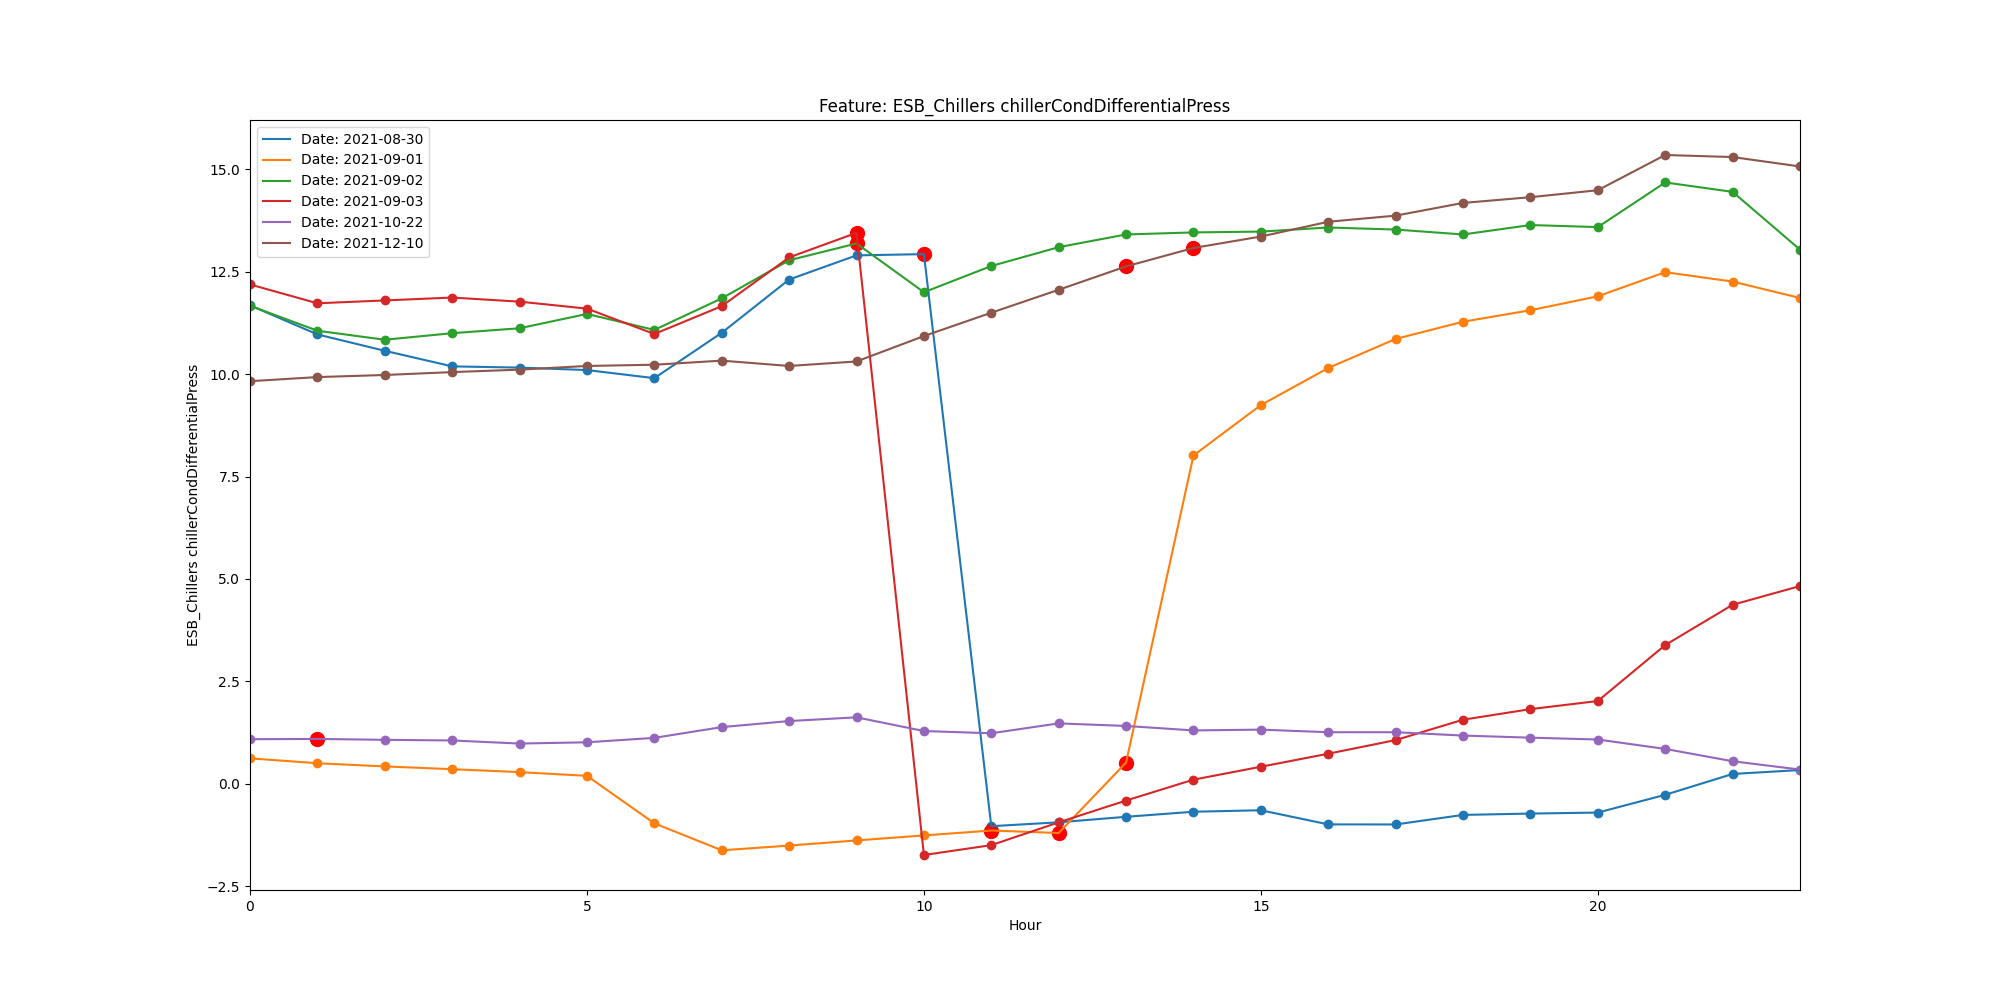 Feature: ESB_Chillers chillerCondDifferentialPress
Date: 2021-08-30
Date: 2021-09-01
Date: 2021-09-02
Date: 2021-09-03
Date: 2021-10-22
Date: 2021-12-10
15.0
12.5
10.0
7.5
5.0
2.5
0.0
−2.5
ESB_Chillers chillerCondDifferentialPress
0 5 10 15 20
Hour